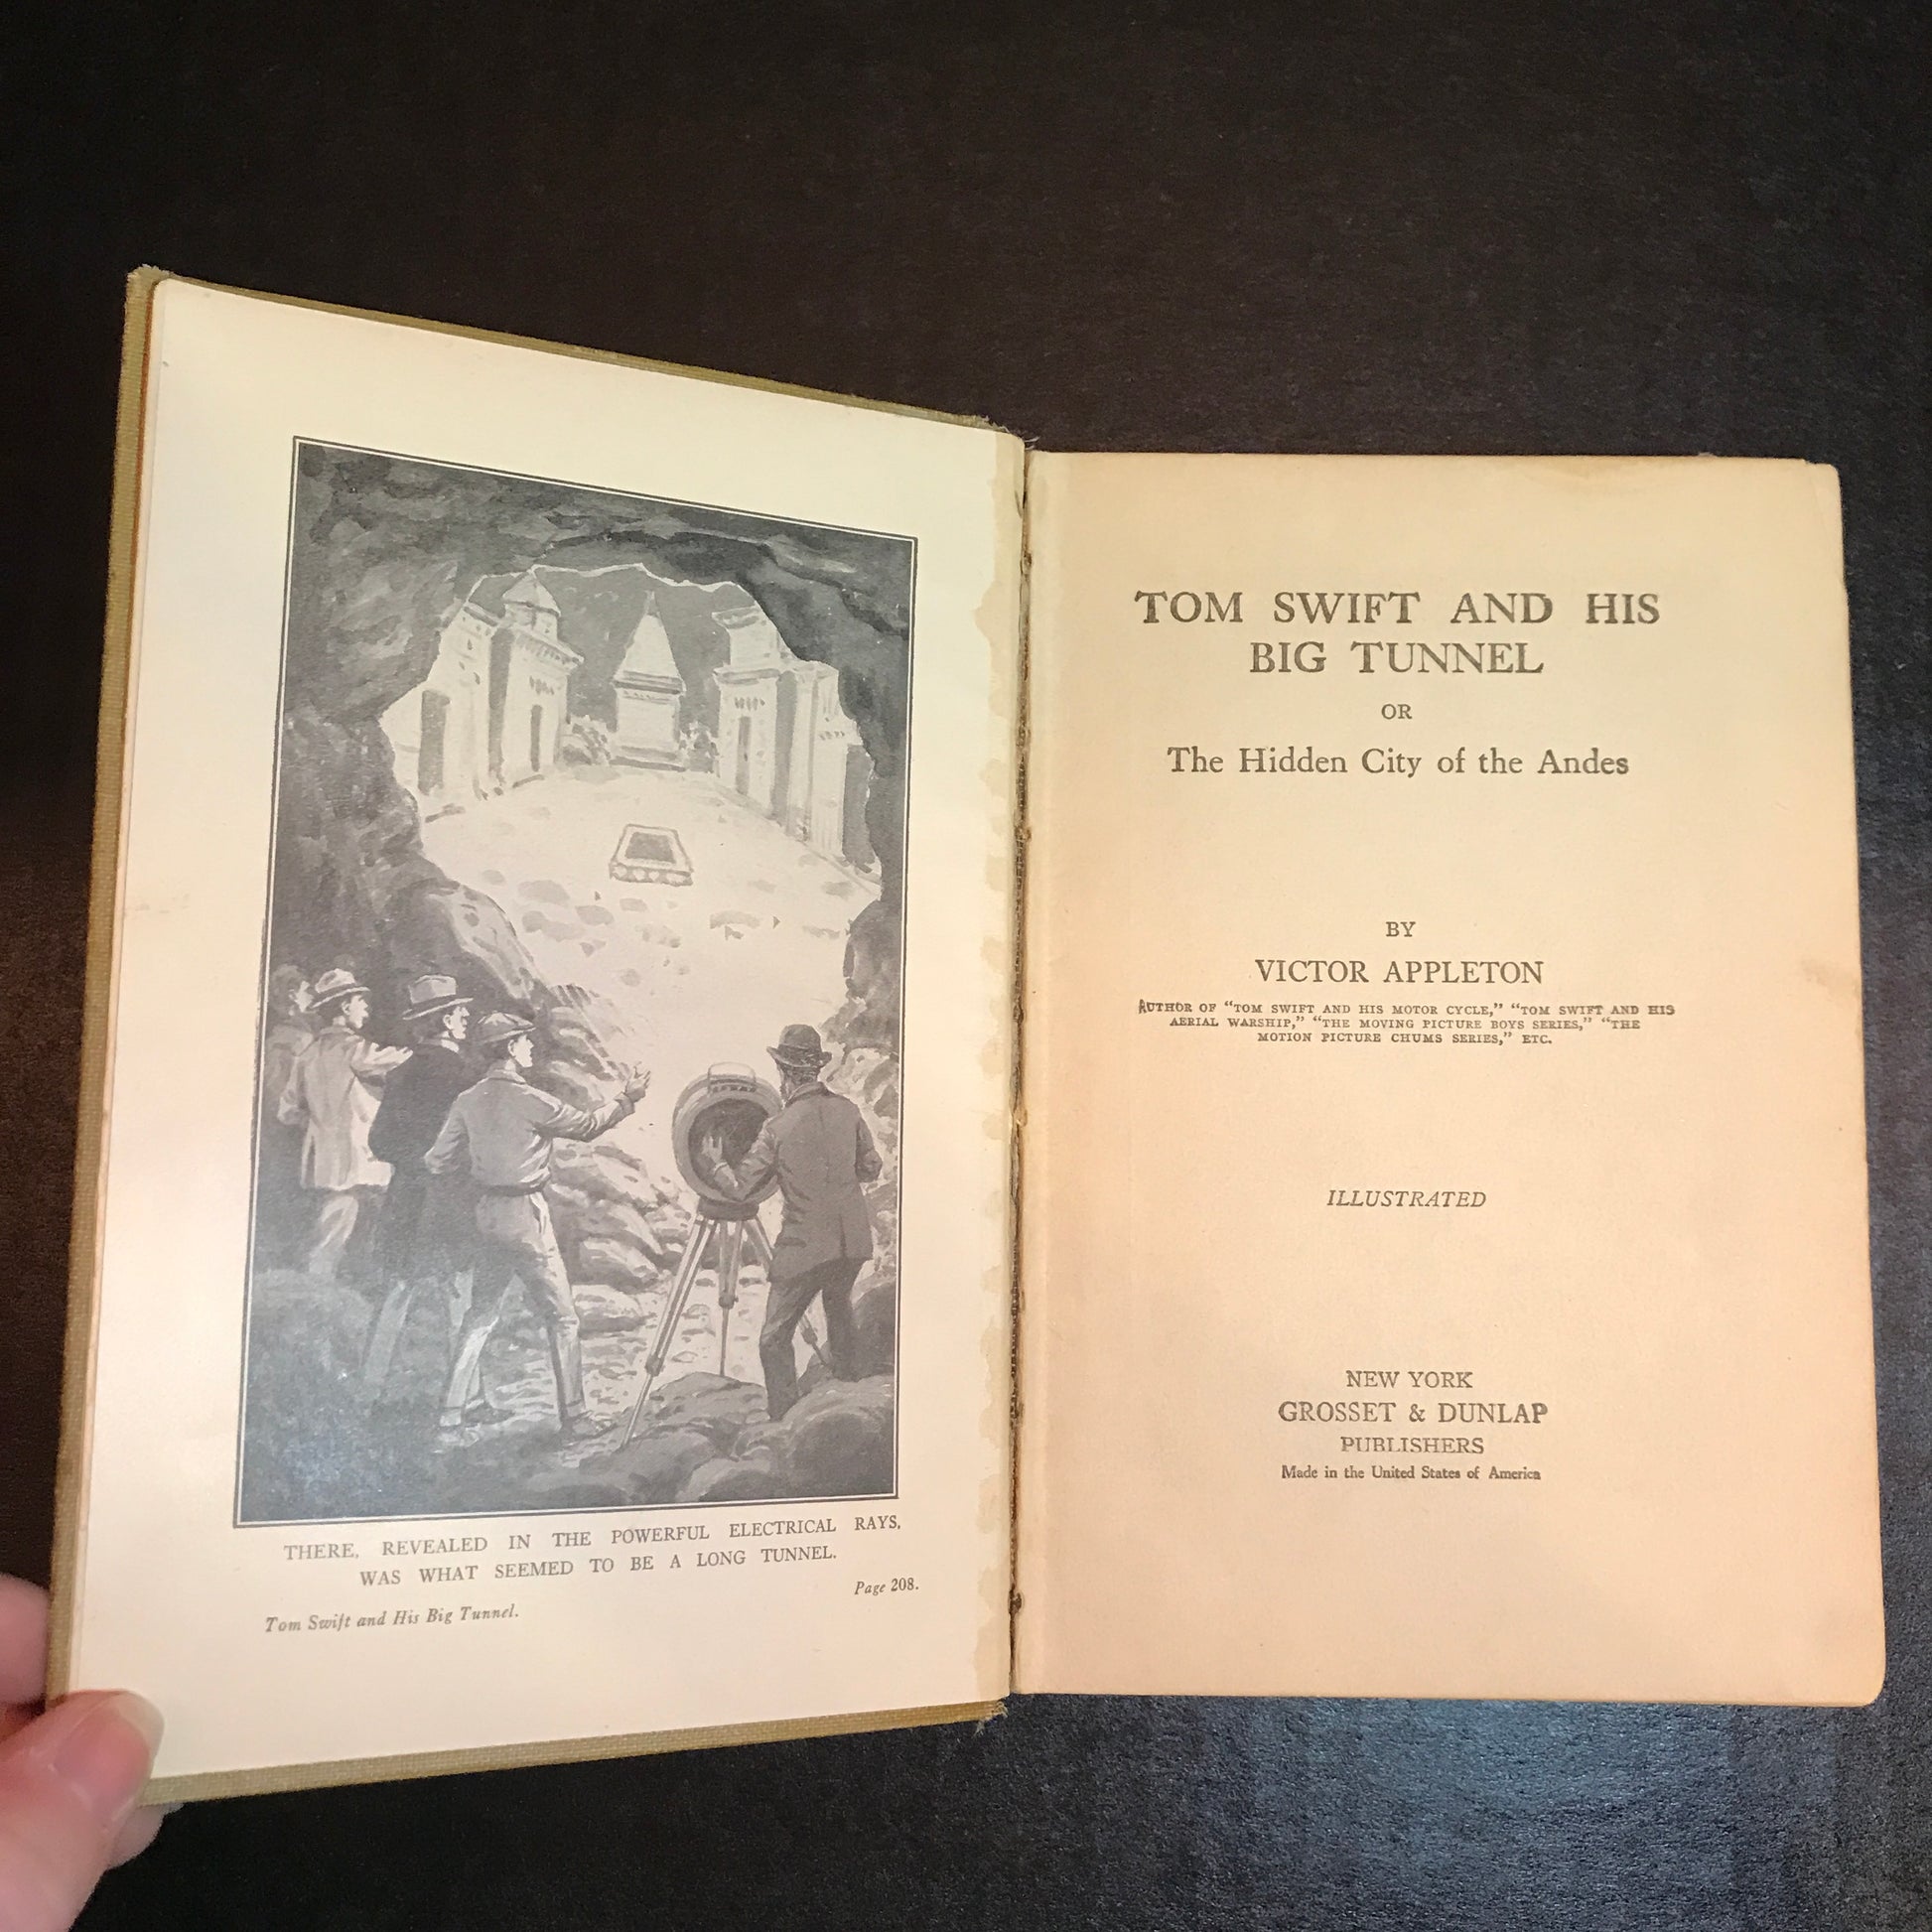 THERE, REVEALED IN THE POWERFUL ELECTRICAL RAYS,
WAS WHAT SEEMED TO BE A LONG TUNNEL.
Page 208.
Tom Swift and His Big Tunnel.
TOM SWIFT AND HIS
BIG TUNNEL
OR
The Hidden City of the Andes
BY
VICTOR APPLETON
AUTHOR OF "TOM SWIFT AND HIS MOTOR CYCLE," "TOM SWIFT AND HIS
AERIAL WARSHIP," "THE MOVING PICTURE BOYS SERIES," "THE
MOTION PICTURE CHUMS SERIES," ETC.
ILLUSTRATED
NEW YORK
GROSSET & DUNLAP
PUBLISHERS
Made in the United States of America